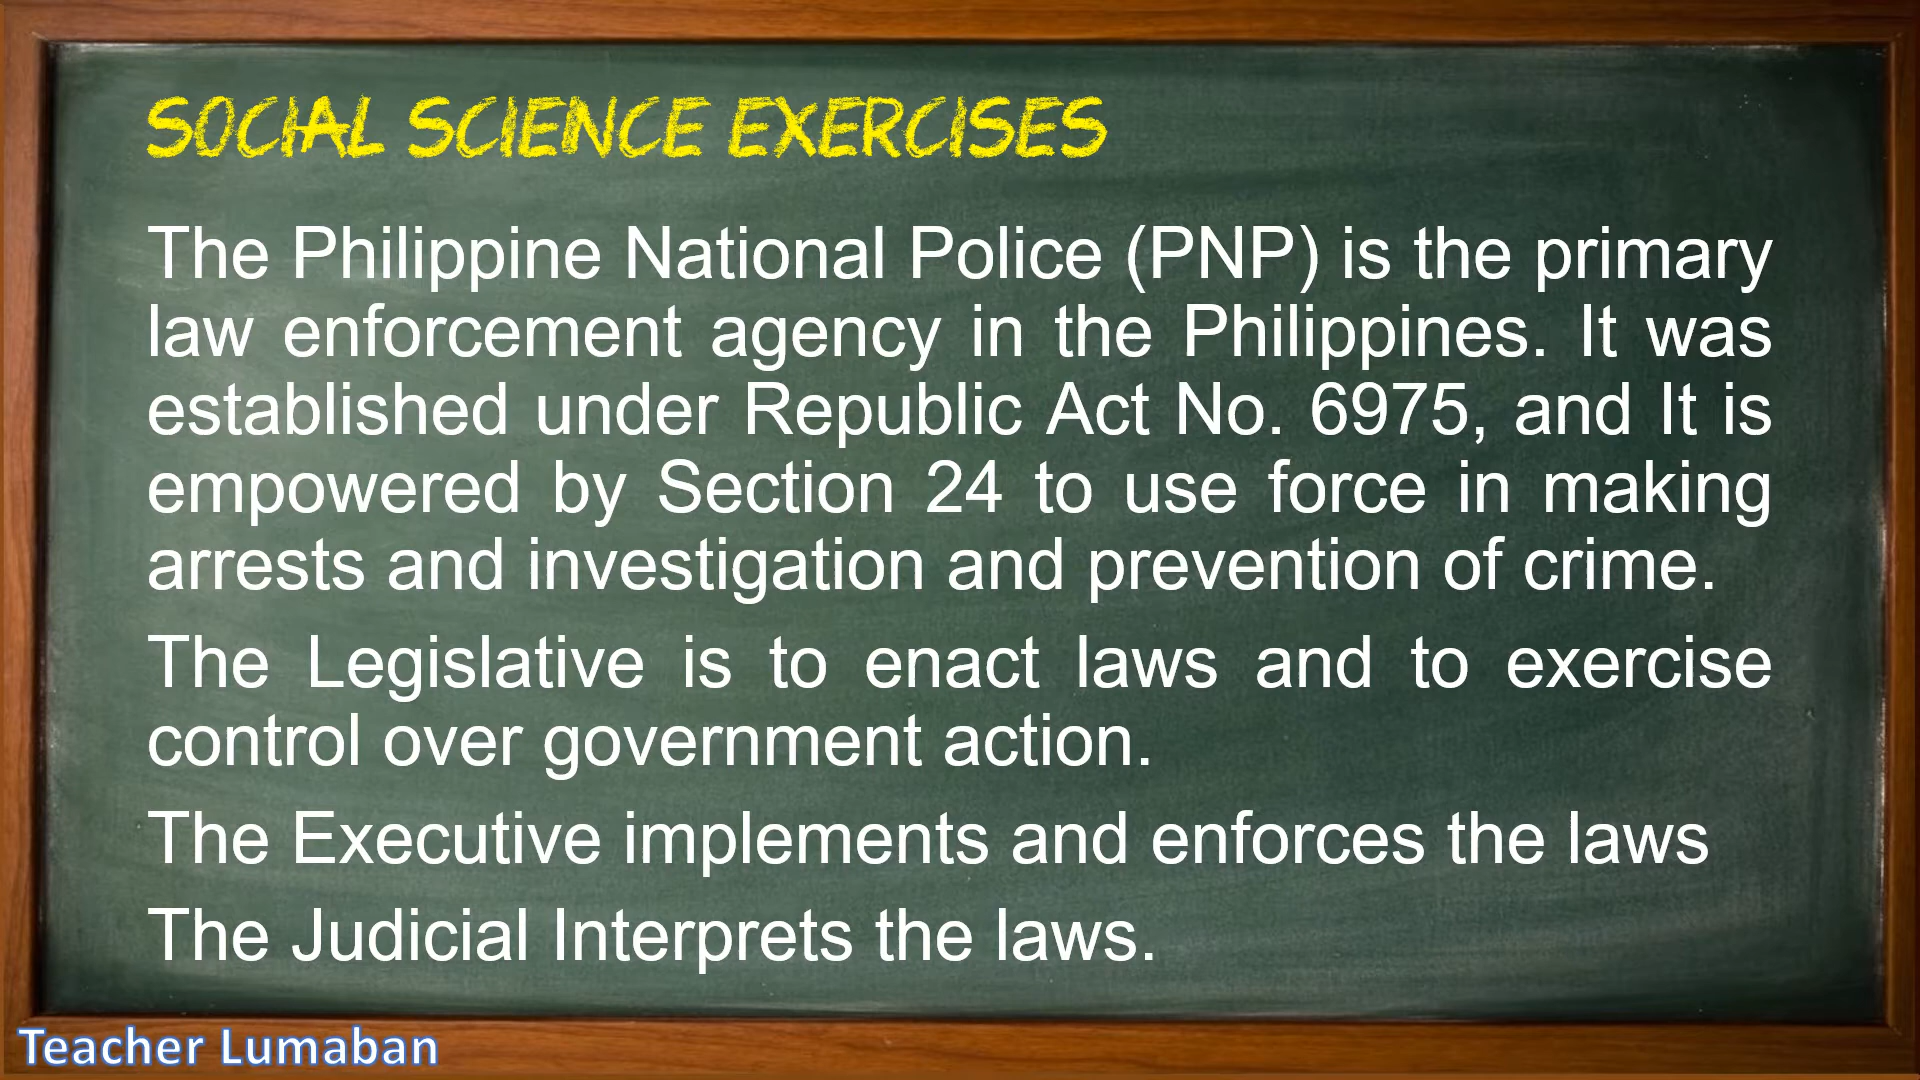 SOCIAL SCIENCE EXERCISES
The Philippine National Police (PNP) is the primary
law enforcement agency in the Philippines. It was
established under Republic Act No. 6975, and It is
empowered by Section 24 to use force in making
arrests and investigation and prevention of crime.
The Legislative is to enact laws and to exercise
control over government action.
The Executive implements and enforces the laws
The Judicial Interprets the laws.
Teacher Lumaban